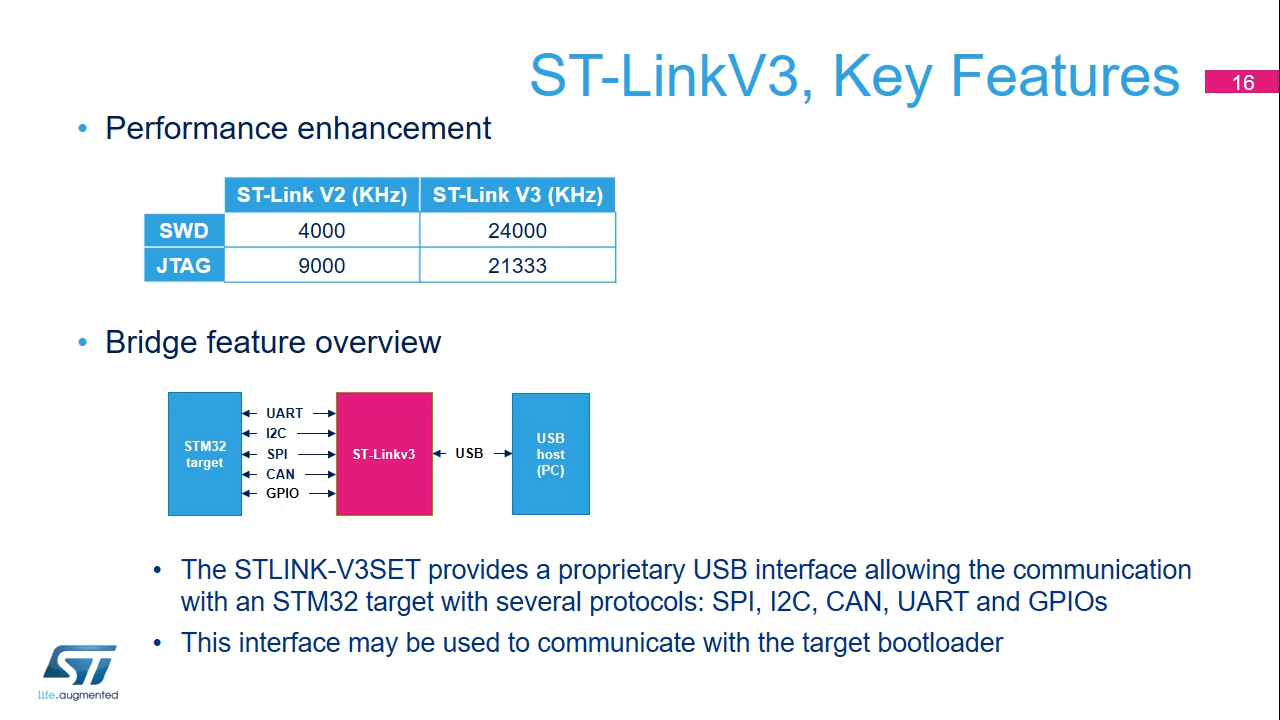 ST-LinkV3, Key Features
16
• Performance enhancement
ST-Link V2 (KHz) ST-Link V3 (KHz)
SWD 4000 24000
JTAG 9000 21333
• Bridge feature overview
STM32
target
UART
I2C
SPI
CAN
GPIO
ST-Linkv3
USB
USB
host
(PC)
• The STLINK-V3SET provides a proprietary USB interface allowing the communication
with an STM32 target with several protocols: SPI, I2C, CAN, UART and GPIOs
• This interface may be used to communicate with the target bootloader
ST
life.augmented